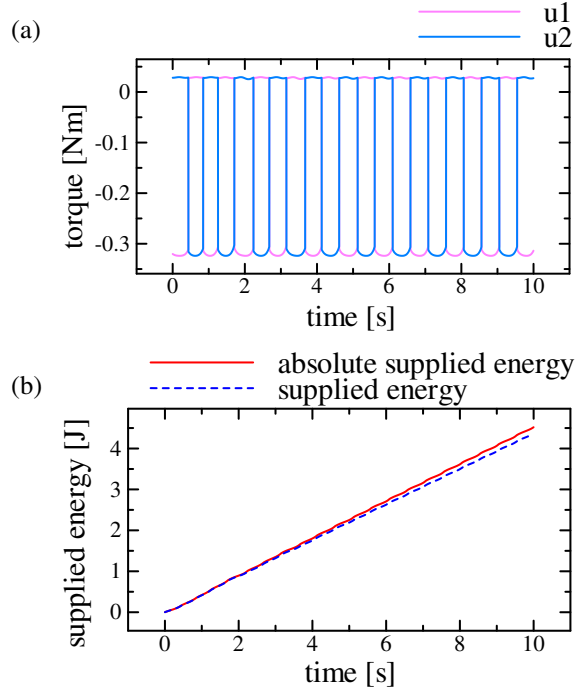 (a)
u1
u2
torque [Nm]
0
-0.1
-0.2
-0.3
0 2 4 6 8 10
time [s]
(b)
absolute supplied energy
supplied energy
supplied energy [J]
4
3
2
1
0
0 2 4 6 8 10
time [s]